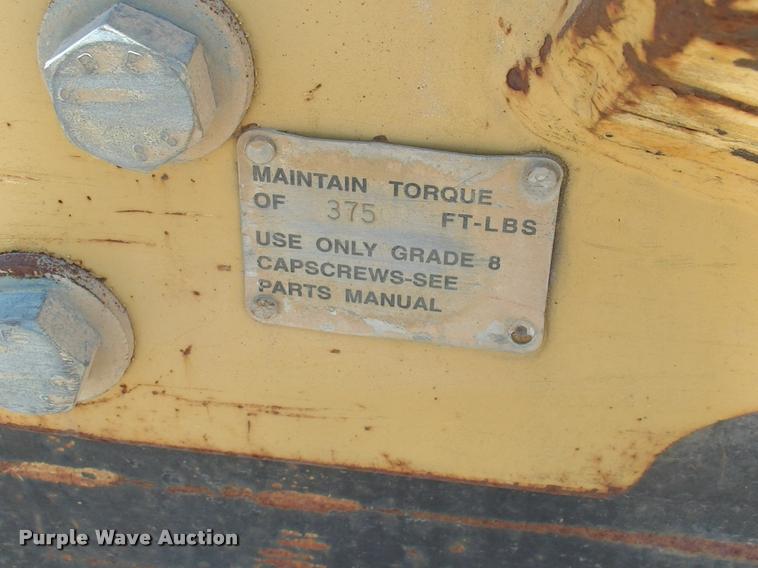 MAINTAIN TORQUE
OF 375 FT-LBS
USE ONLY GRADE 8
CAPSCREWS-SEE
PARTS MANUAL
Purple Wave Auction